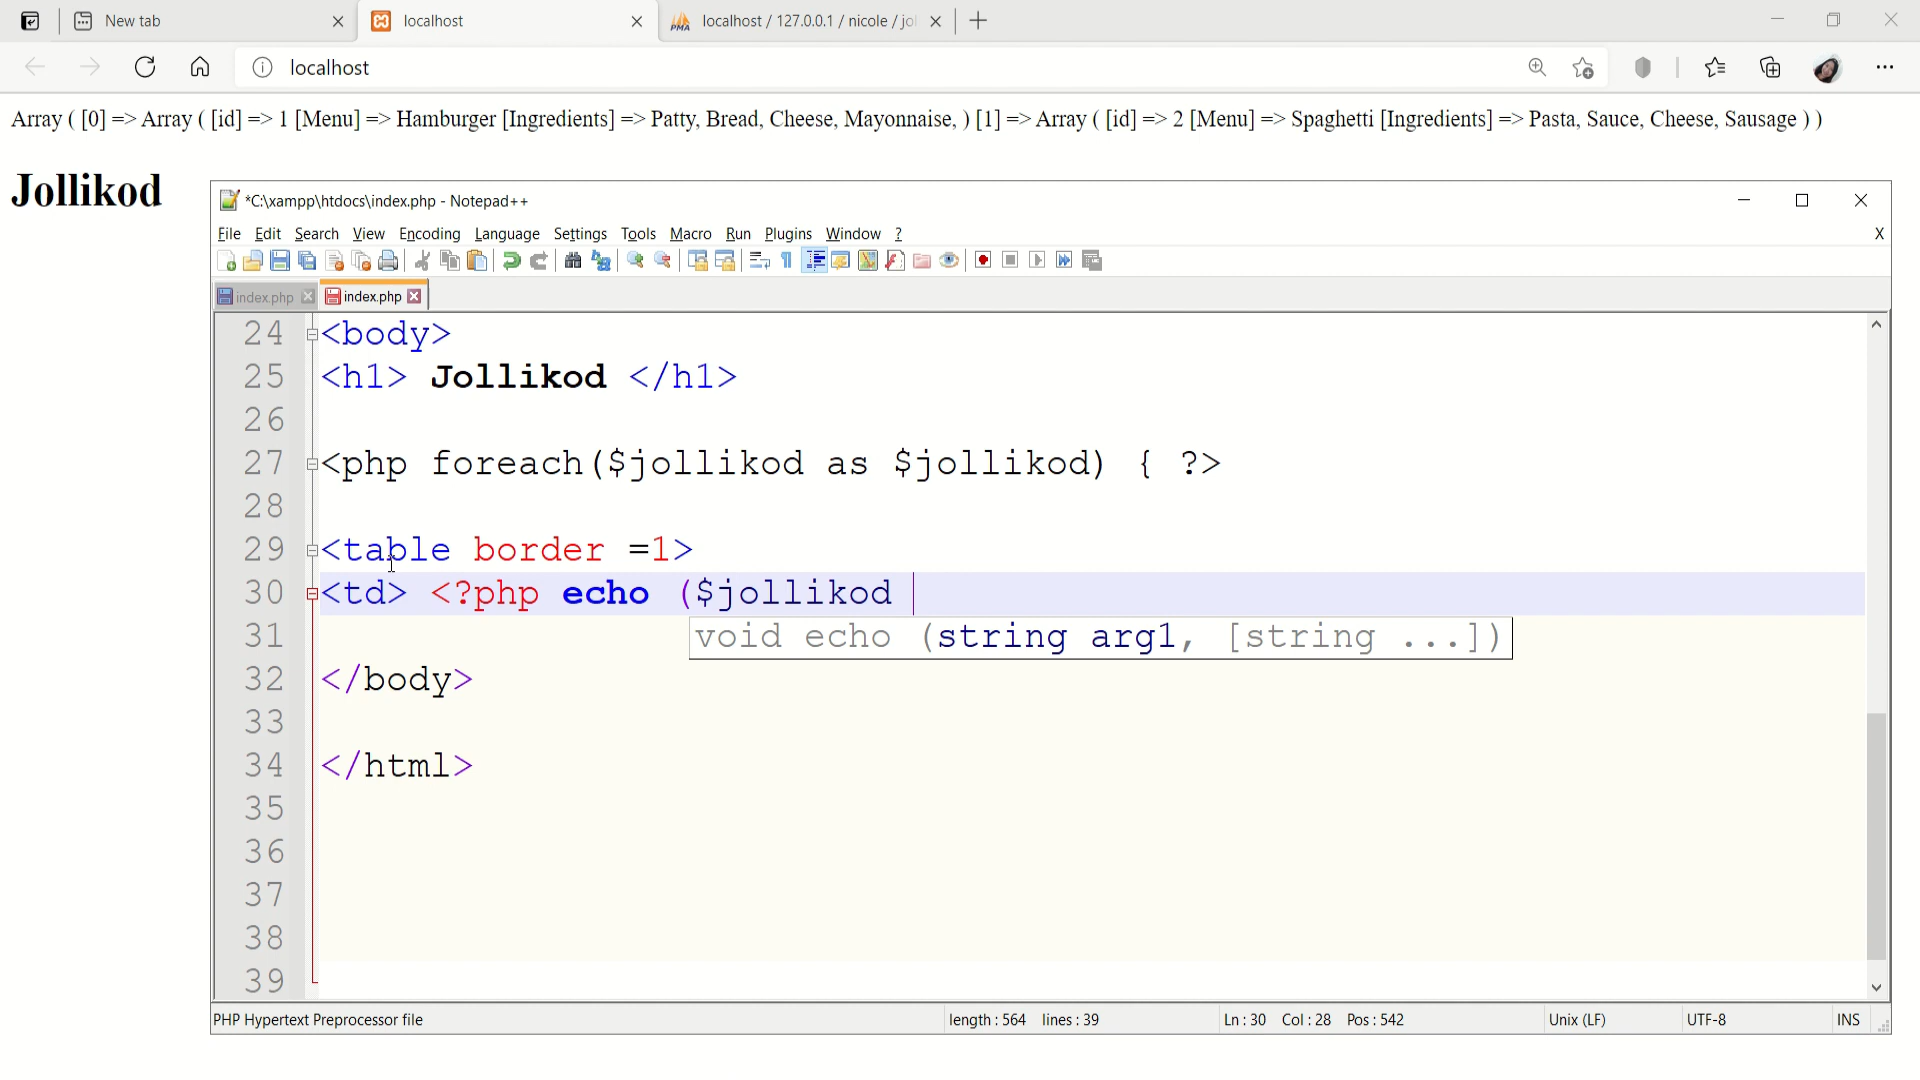 New tab
localhost
PMA localhost / 127.0.0.1 / nicole / jol
localhost
Array ( [0] => Array ( [id] => 1 [Menu] => Hamburger [Ingredients] => Patty, Bread, Cheese, Mayonnaise, ) [1] => Array ( [id] => 2 [Menu] => Spaghetti [Ingredients] => Pasta, Sauce, Cheese, Sausage ) )
Jollikod
*C:\xampp\htdocs\index.php - Notepad++
File Edit Search View Encoding Language Settings Tools Macro Run Plugins Window ? X
index.php index.php
24 <body>
25 <h1> Jollikod </h1>
26
27 <php foreach($jollikod as $jollikod) { ?>
28
29 <table border =1>
30 <td> <?php echo ($jollikod
31 void echo (string arg1, [string ...])
32 </body>
33
34 </html>
35
36
37
38
39
PHP Hypertext Preprocessor file length : 564 lines : 39 Ln : 30 Col : 28 Pos : 542 Unix (LF) UTF-8 INS